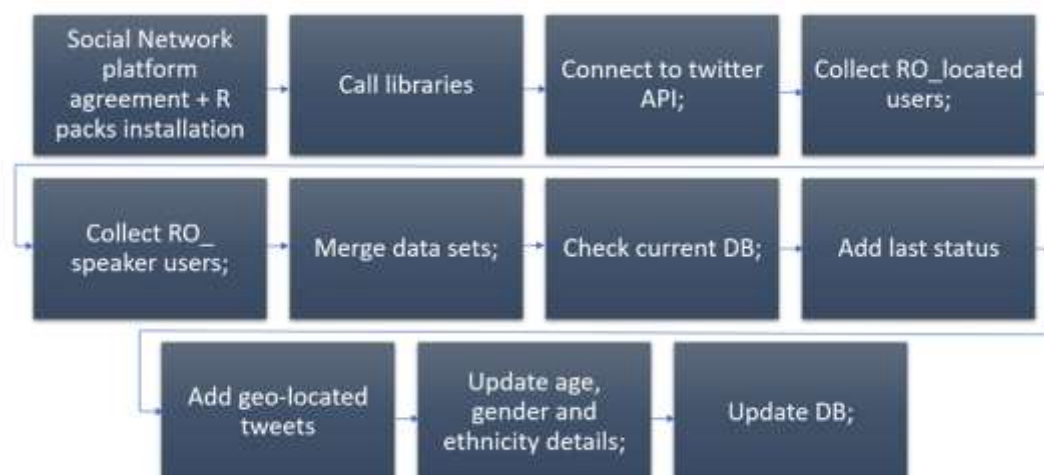 Social Network
platform
agreement + R
packs installation
Call libraries
Connect to twitter
API;
Collect RO_located
users;
Collect RO_
speaker users;
Merge data sets;
Check current DB;
Add last status
Add geo-located
tweets
Update age,
gender and
ethnicity details;
Update DB;